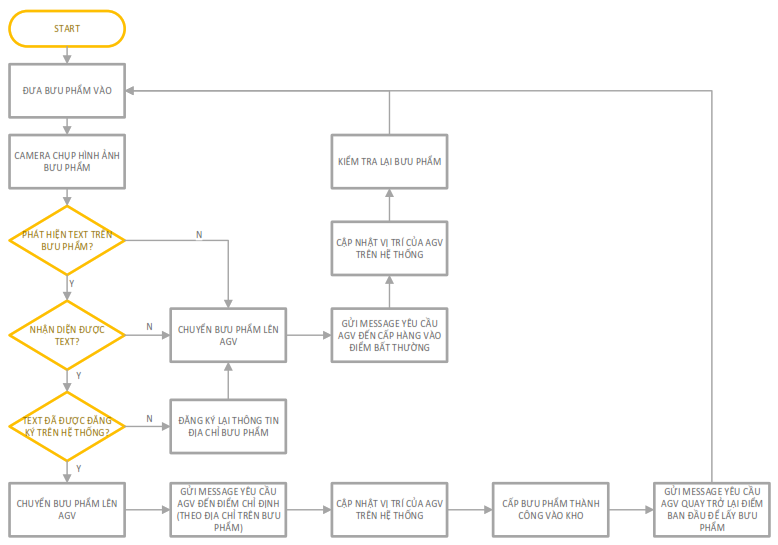 START
ĐƯA BƯU PHẨM VÀO
CAMERA CHỤP HÌNH ẢNH
BƯU PHẨM
KIỂM TRA LẠI BƯU PHẨM
PHÁT HIỆN TEXT TRÊN
BƯU PHẨM?
N
CẬP NHẬT VỊ TRÍ CỦA AGV
TRÊN HỆ THỐNG
Y
NHẬN DIỆN ĐƯỢC
TEXT?
N
CHUYỂN BƯU PHẨM LÊN
AGV
GỬI MESSAGE YÊU CẦU
AGV ĐẾN CẤP HÀNG VÀO
ĐIỂM BẤT THƯỜNG
Y
TEXT ĐÃ ĐƯỢC ĐĂNG
KÝ TRÊN HỆ THỐNG?
N
ĐĂNG KÝ LẠI THÔNG TIN
ĐỊA CHỈ BƯU PHẨM
Y
CHUYỂN BƯU PHẨM LÊN
AGV
GỬI MESSAGE YÊU CẦU
AGV ĐẾN ĐIỂM CHỈ ĐỊNH
(THEO ĐỊA CHỈ TRÊN BƯU
PHẨM)
CẬP NHẬT VỊ TRÍ CỦA AGV
TRÊN HỆ THỐNG
CẤP BƯU PHẨM THÀNH
CÔNG VÀO KHO
GỬI MESSAGE YÊU CẦU
AGV QUAY TRỞ LẠI ĐIỂM
BAN ĐẦU ĐỂ LẤY BƯU
PHẨM